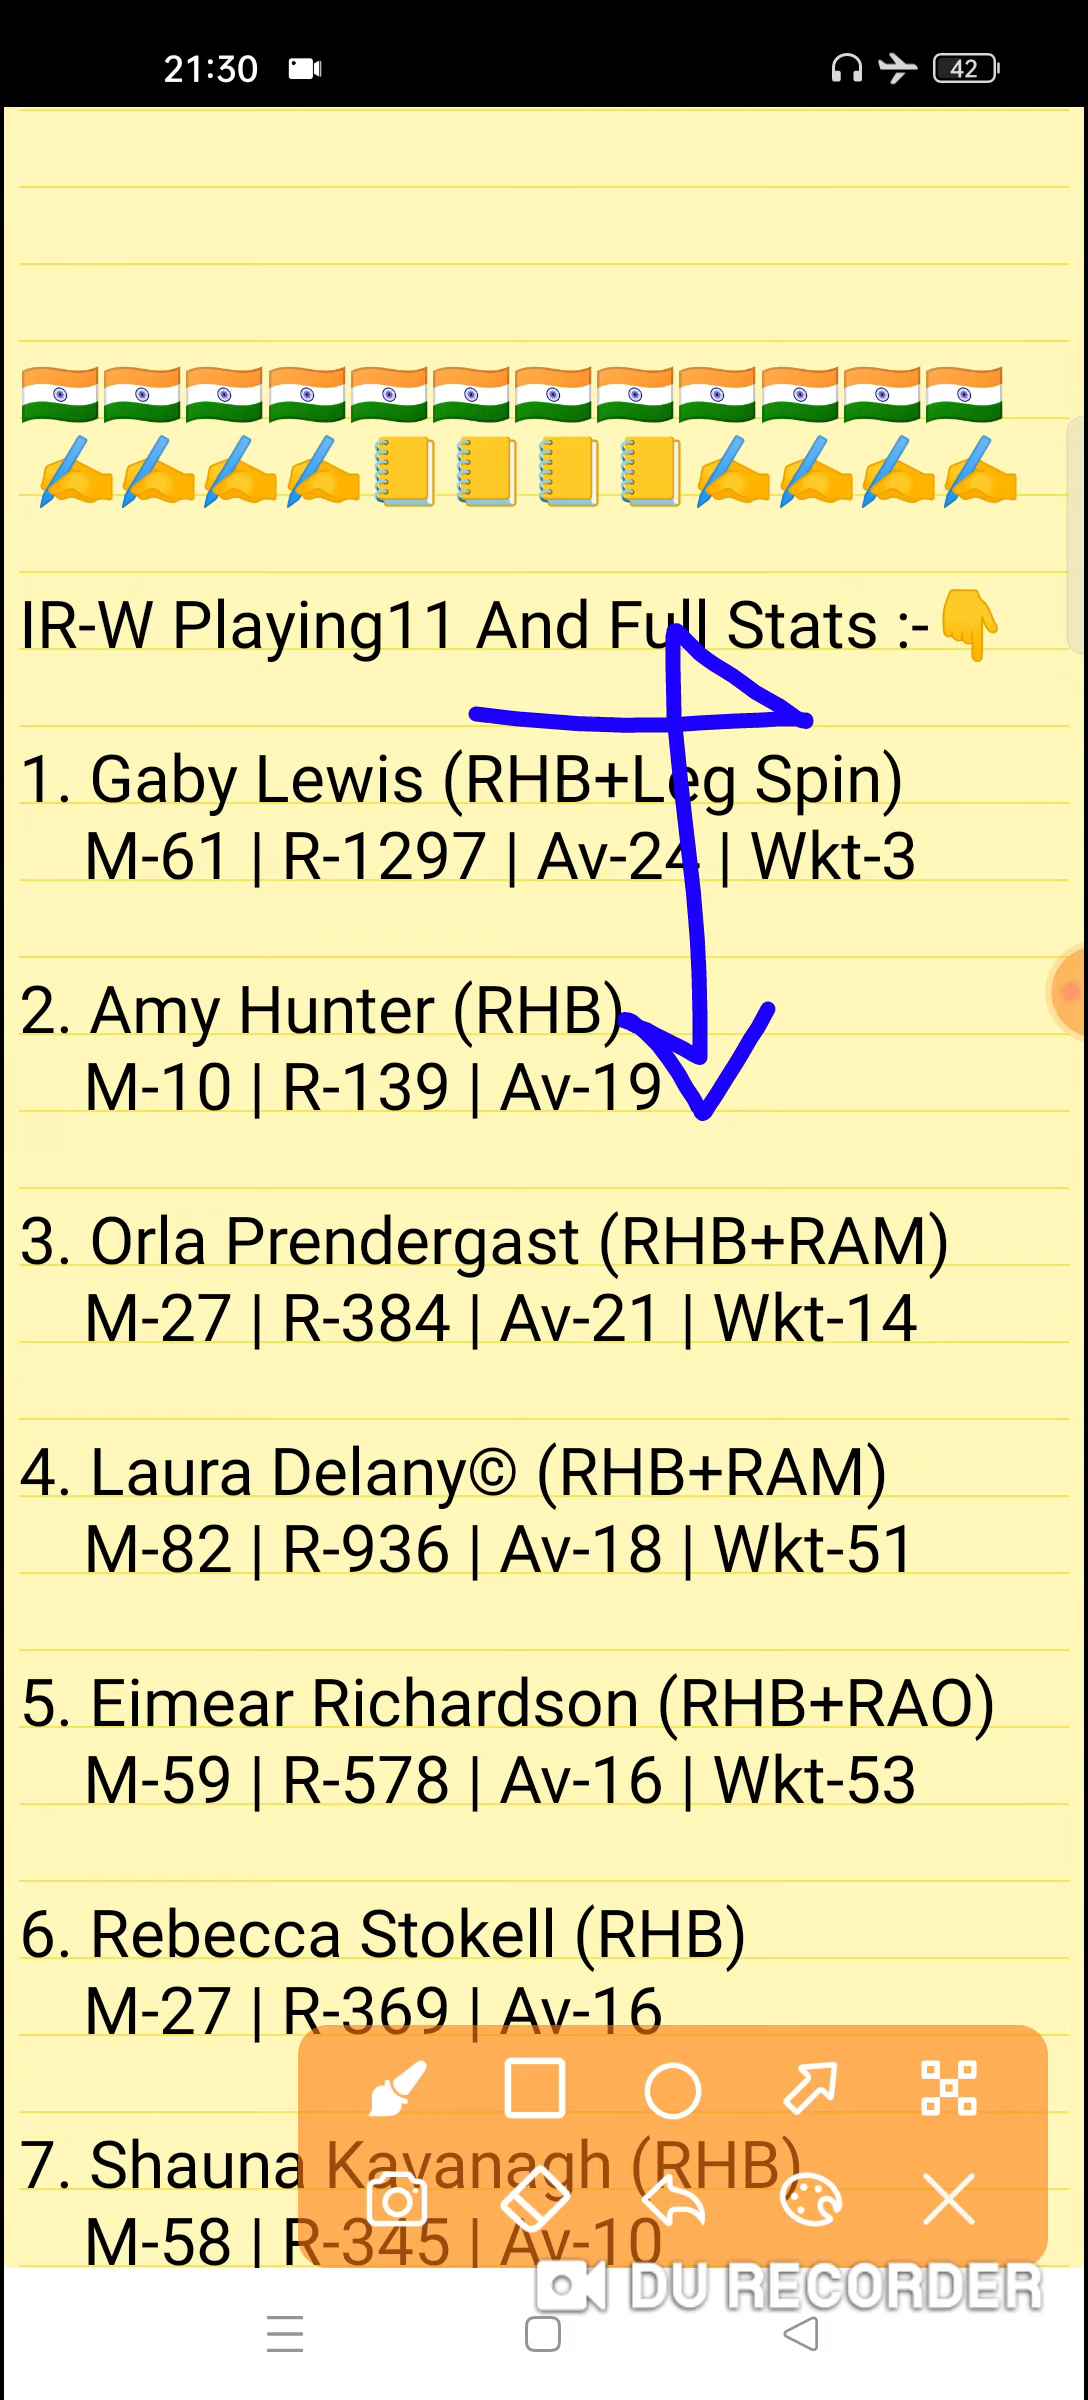 21:30
42
IR-W Playing11 And Full Stats :-👇
1. Gaby Lewis (RHB+Leg Spin)
M-61 | R-1297 | Av-24 | Wkt-3
2. Amy Hunter (RHB)
M-10 | R-139 | Av-19
3. Orla Prendergast (RHB+RAM)
M-27 | R-384 | Av-21 | Wkt-14
4. Laura Delany© (RHB+RAM)
M-82 | R-936 | Av-18 | Wkt-51
5. Eimear Richardson (RHB+RAO)
M-59 | R-578 | Av-16 | Wkt-53
6. Rebecca Stokell (RHB)
M-27 | R-369 | Av-16
7. Shauna Kavanagh (RHB)
M-58 | R-345 | Av-10
DU RECORDER